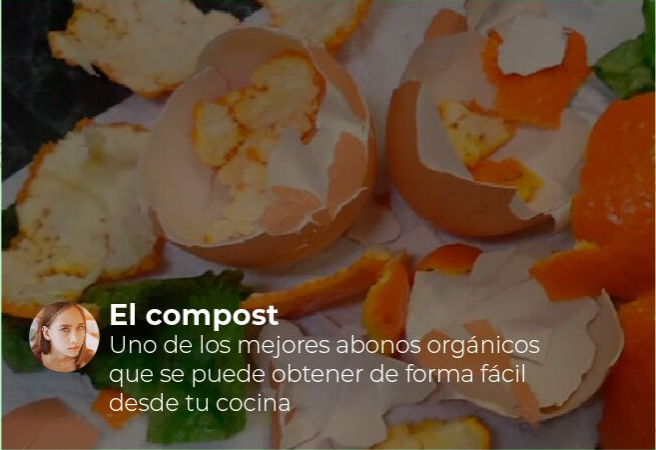 El compost
Uno de los mejores abonos orgánicos
que se puede obtener de forma fácil
desde tu cocina